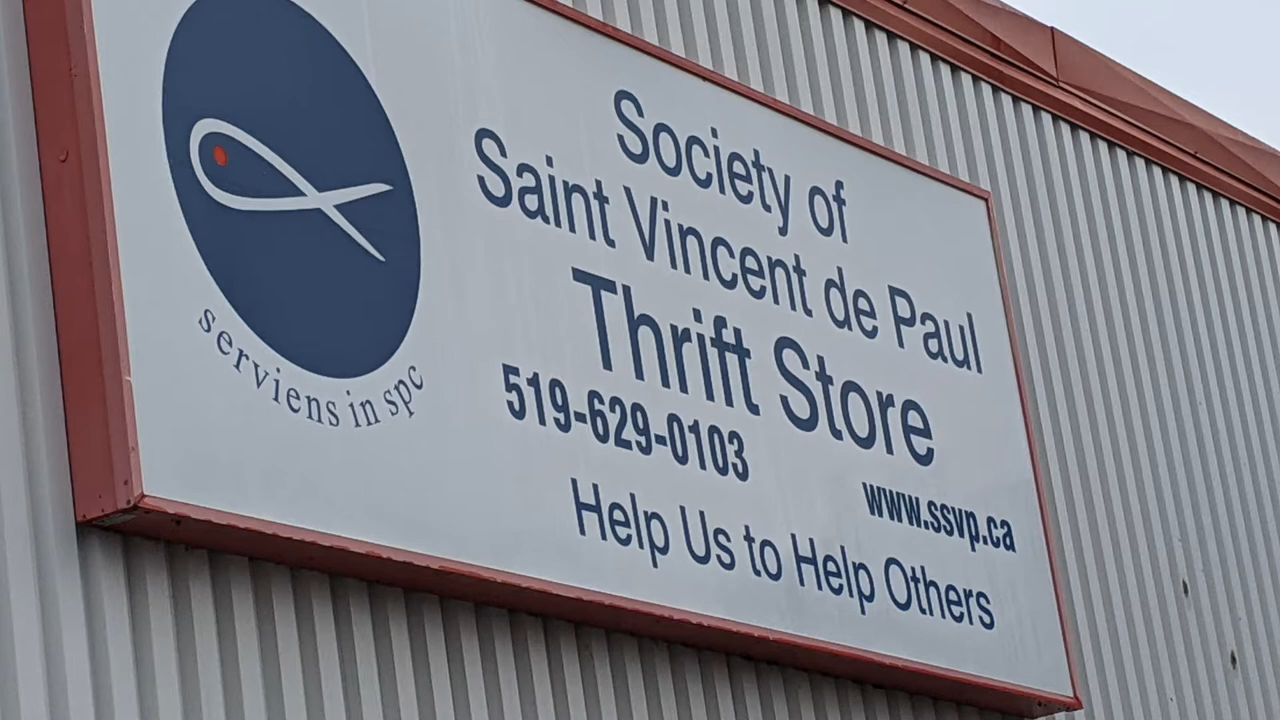 Society of
Saint Vincent de Paul
Thrift Store
519-629-0103
www.ssvp.ca
Help Us to Help Others
serviens in spe